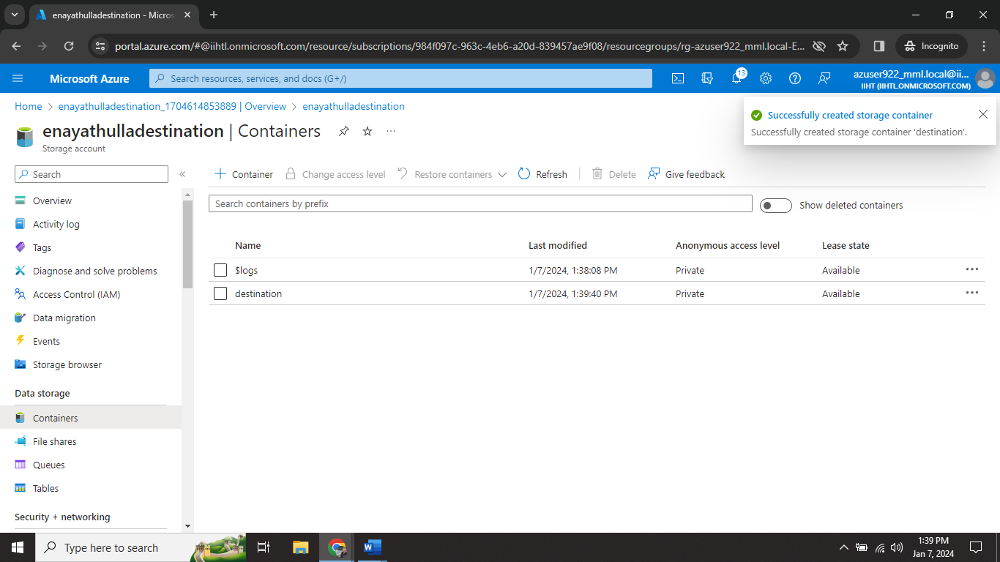 enayathulladestination - Micros
portal.azure.com/#@iihtl.onmicrosoft.com/resource/subscriptions/984f097c-963c-4eb6-a20d-839457ae9f08/resourcegroups/rg-azuser922_mml.local-E...
Incognito
Microsoft Azure
Search resources, services, and docs (G+/)
13
azuser922_mml.local@ii...
IIHT (IIHTL.ONMICROSOFT.COM)
Home > enayathulladestination_1704614853889 | Overview > enayathulladestination
Successfully created storage container
Successfully created storage container 'destination'.
enayathulladestination | Containers
Storage account
Search
Container
Change access level
Restore containers
Refresh
Delete
Give feedback
Search containers by prefix
Show deleted containers
Overview
Activity log
Tags
Diagnose and solve problems
Access Control (IAM)
Data migration
Events
Storage browser
Data storage
Containers
File shares
Queues
Tables
Security + networking
Name Last modified Anonymous access level Lease state
$logs 1/7/2024, 1:38:08 PM Private Available
destination 1/7/2024, 1:39:40 PM Private Available
Type here to search
W
1:39 PM
Jan 7, 2024